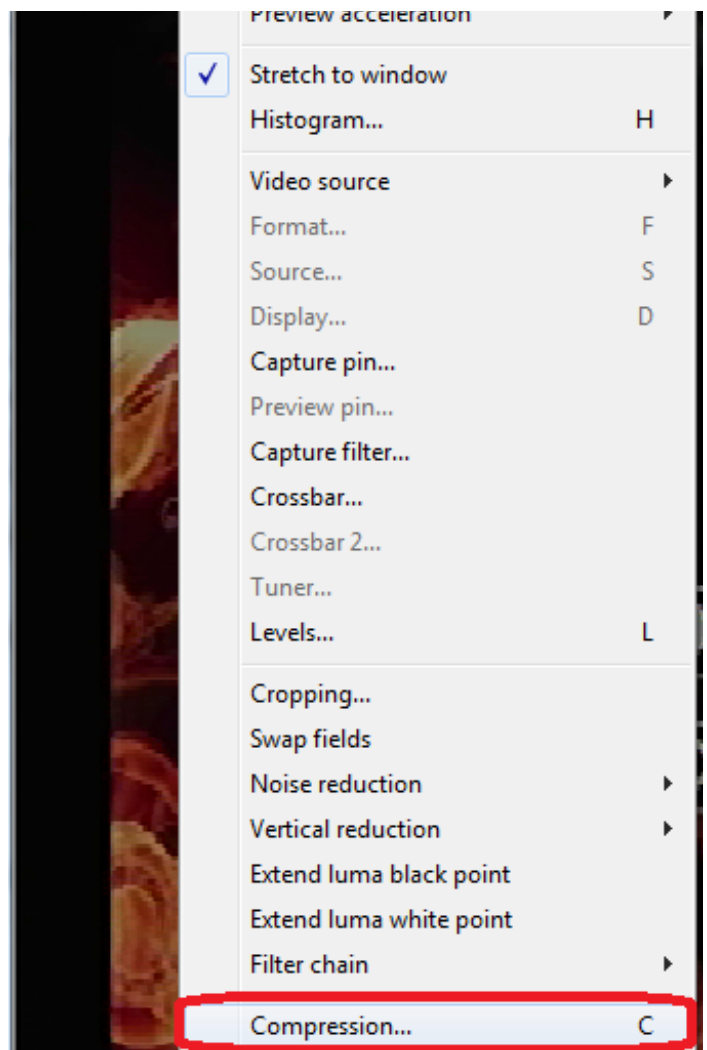 Preview acceleration
Stretch to window
Histogram... H
Video source
Format... F
Source... S
Display... D
Capture pin...
Preview pin...
Capture filter...
Crossbar...
Crossbar 2...
Tuner...
Levels... L
Cropping...
Swap fields
Noise reduction
Vertical reduction
Extend luma black point
Extend luma white point
Filter chain
Compression... C